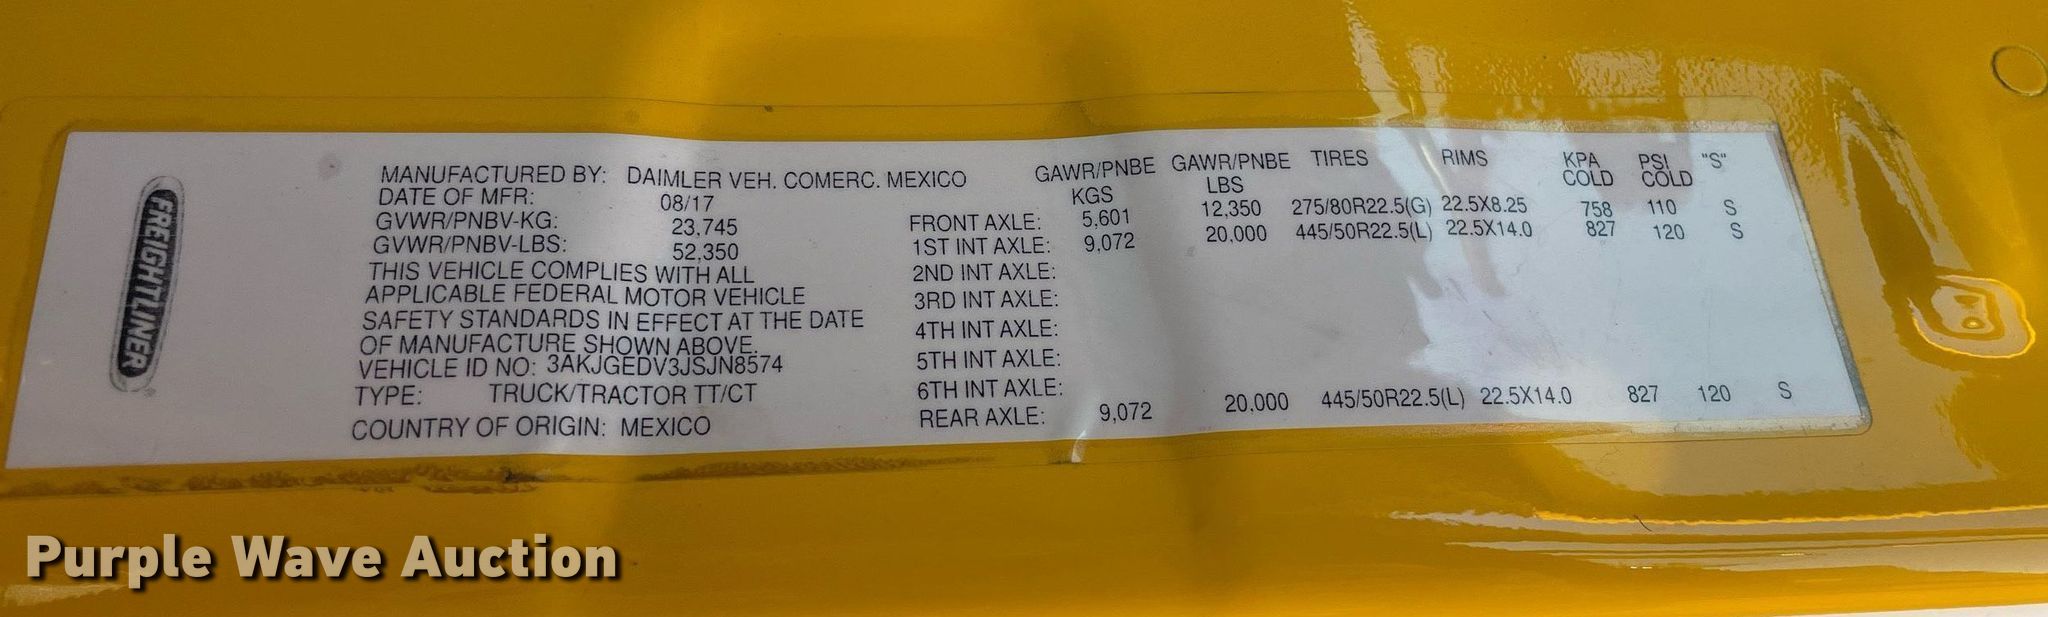 FREIGHTLINER
MANUFACTURED BY: DAIMLER VEH. COMERC. MEXICO
DATE OF MFR: 08/17
GVWR/PNBV-KG: 23,745
GVWR/PNBV-LBS: 52,350
THIS VEHICLE COMPLIES WITH ALL
APPLICABLE FEDERAL MOTOR VEHICLE
SAFETY STANDARDS IN EFFECT AT THE DATE
OF MANUFACTURE SHOWN ABOVE.
VEHICLE ID NO: 3AKJGEDV3JSJN8574
TYPE: TRUCK/TRACTOR TT/CT
COUNTRY OF ORIGIN: MEXICO
GAWR/PNBE GAWR/PNBE TIRES RIMS KPA PSI "S"
KGS LBS COLD COLD
FRONT AXLE: 5,601 12,350 275/80R22.5(G) 22.5X8.25 758 110 S
1ST INT AXLE: 9,072 20,000 445/50R22.5(L) 22.5X14.0 827 120 S
2ND INT AXLE:
3RD INT AXLE:
4TH INT AXLE:
5TH INT AXLE:
6TH INT AXLE:
REAR AXLE: 9,072 20,000 445/50R22.5(L) 22.5X14.0 827 120 S
Purple Wave Auction